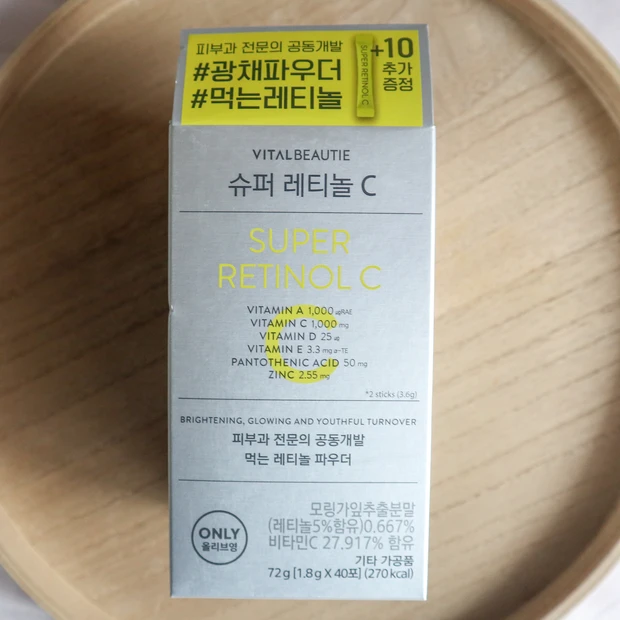 피부과 전문의 공동개발
#광채파우더
#먹는레티놀
SUPER RETINOL C
+10
추가
증정
VITALBEAUTIE
슈퍼 레티놀 C
SUPER
RETINOL C
VITAMIN A 1,000 μgRAE
VITAMIN C 1,000 mg
VITAMIN D 25 μg
VITAMIN E 3.3 mg α-TE
PANTOTHENIC ACID 50 mg
ZINC 2.55 mg
*2 sticks (3.6g)
BRIGHTENING, GLOWING AND YOUTHFUL TURNOVER
피부과 전문의 공동개발
먹는 레티놀 파우더
ONLY
올리브영
모링가잎추출분말
(레티놀5%함유)0.667%
비타민C 27.917% 함유
기타 가공품
72g [1.8g X 40포] (270kcal)